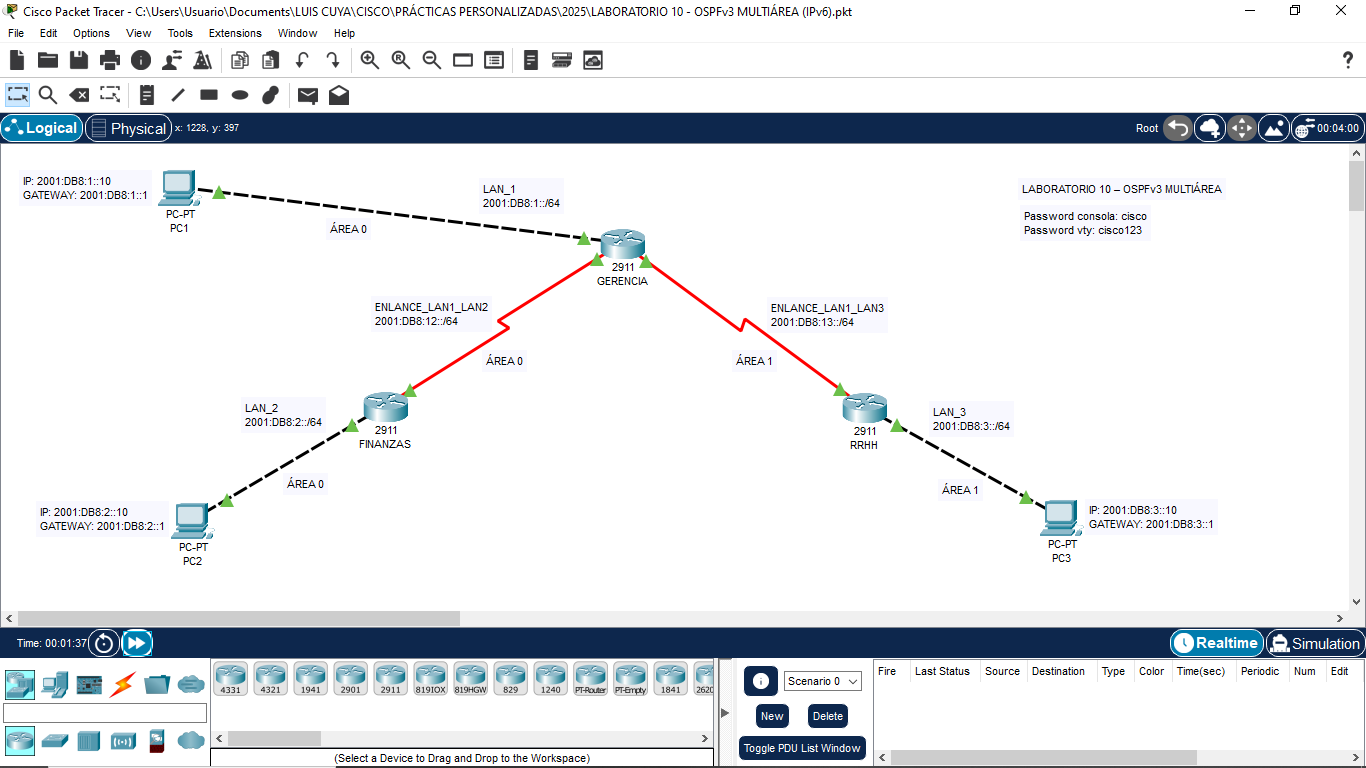 Cisco Packet Tracer - C:\Users\Usuario\Documents\LUIS CUYA\CISCO\PRÁCTICAS PERSONALIZADAS\2025\LABORATORIO 10 - OSPFv3 MULTIÁREA (IPv6).pkt
File Edit Options View Tools Extensions Window Help
Logical Physical x: 1228, y: 397 Root 00:04:00
IP: 2001:DB8:1::10
GATEWAY: 2001:DB8:1::1
PC-PT
PC1
LAN_1
2001:DB8:1::/64
ÁREA 0
LABORATORIO 10 – OSPFv3 MULTIÁREA
Password consola: cisco
Password vty: cisco123
2911
GERENCIA
ENLANCE_LAN1_LAN2
2001:DB8:12::/64
ÁREA 0
ENLANCE_LAN1_LAN3
2001:DB8:13::/64
ÁREA 1
LAN_2
2001:DB8:2::/64
2911
FINANZAS
ÁREA 0
2911
RRHH
LAN_3
2001:DB8:3::/64
ÁREA 1
IP: 2001:DB8:2::10
GATEWAY: 2001:DB8:2::1
PC-PT
PC2
IP: 2001:DB8:3::10
GATEWAY: 2001:DB8:3::1
PC-PT
PC3
Time: 00:01:37 Realtime Simulation
4331 4321 1941 2901 2911 819IOX 819HGW 829 1240 PT-Router PT-Empty 1841 2620
(Select a Device to Drag and Drop to the Workspace)
Scenario 0
New Delete
Toggle PDU List Window
Fire Last Status Source Destination Type Color Time(sec) Periodic Num Edit